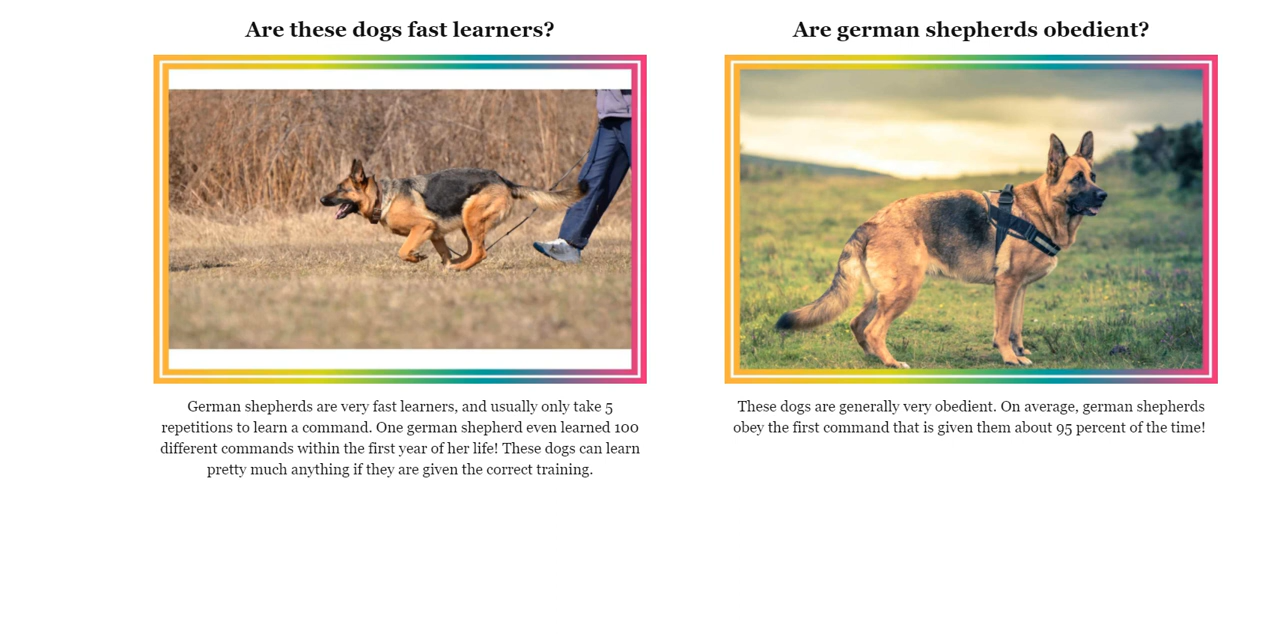 Are these dogs fast learners?
German shepherds are very fast learners, and usually only take 5
repetitions to learn a command. One german shepherd even learned 100
different commands within the first year of her life! These dogs can learn
pretty much anything if they are given the correct training.
Are german shepherds obedient?
These dogs are generally very obedient. On average, german shepherds
obey the first command that is given them about 95 percent of the time!